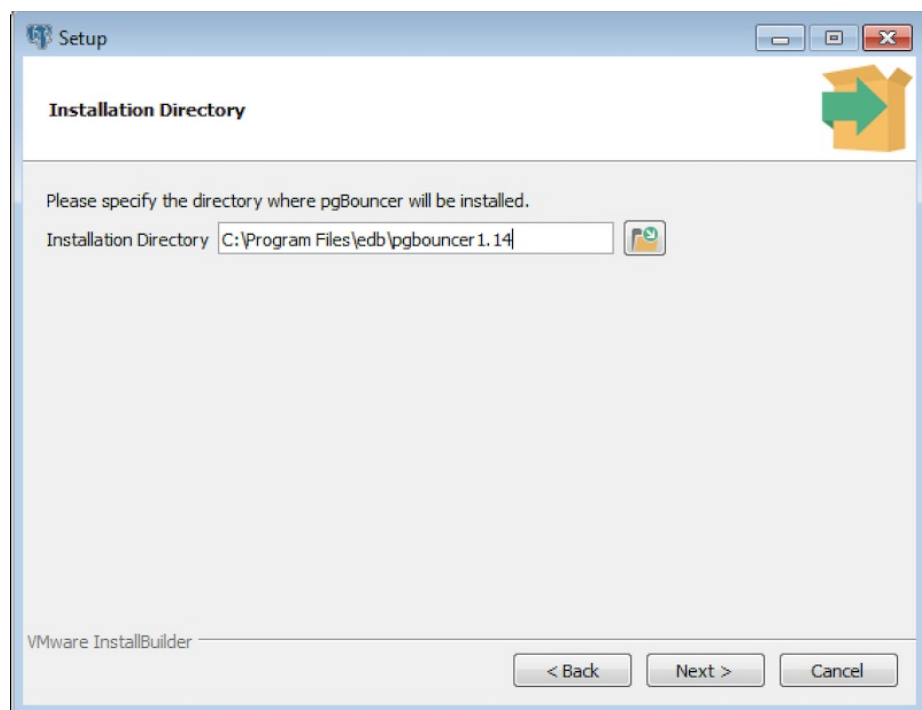 Setup
Installation Directory
Please specify the directory where pgBouncer will be installed.
Installation Directory C:\Program Files\edb\pgbouncer1.14
VMware InstallBuilder
< Back Next > Cancel